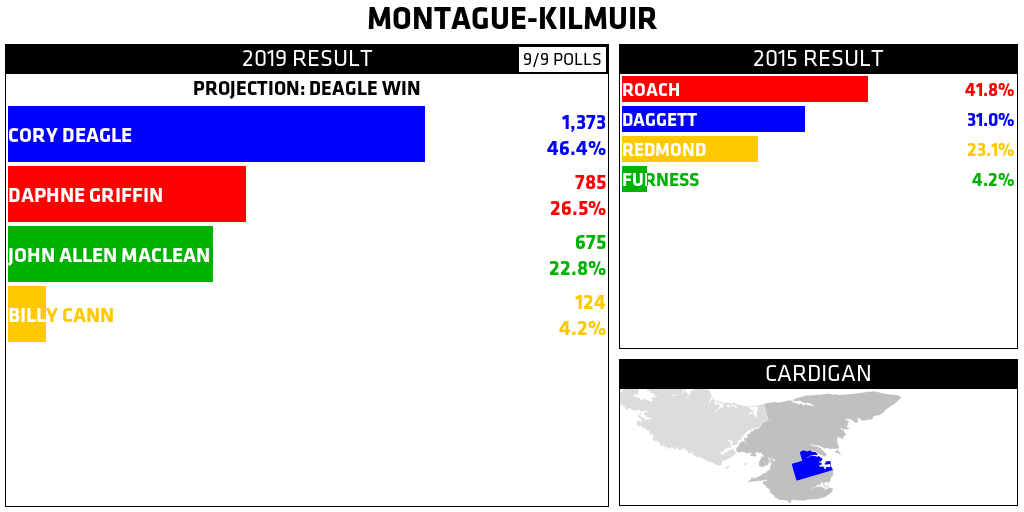 MONTAGUE-KILMUIR
2019 RESULT
9/9 POLLS
PROJECTION: DEAGLE WIN
CORY DEAGLE
1,373
46.4%
DAPHNE GRIFFIN
785
26.5%
JOHN ALLEN MACLEAN
675
22.8%
BILLY CANN
124
4.2%
2015 RESULT
ROACH 41.8%
DAGGETT 31.0%
REDMOND 23.1%
FURNESS 4.2%
CARDIGAN